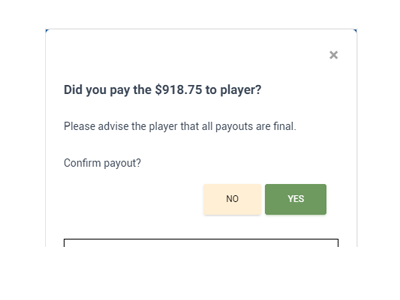 ×
Did you pay the $918.75 to player?
Please advise the player that all payouts are final.
Confirm payout?
NO YES